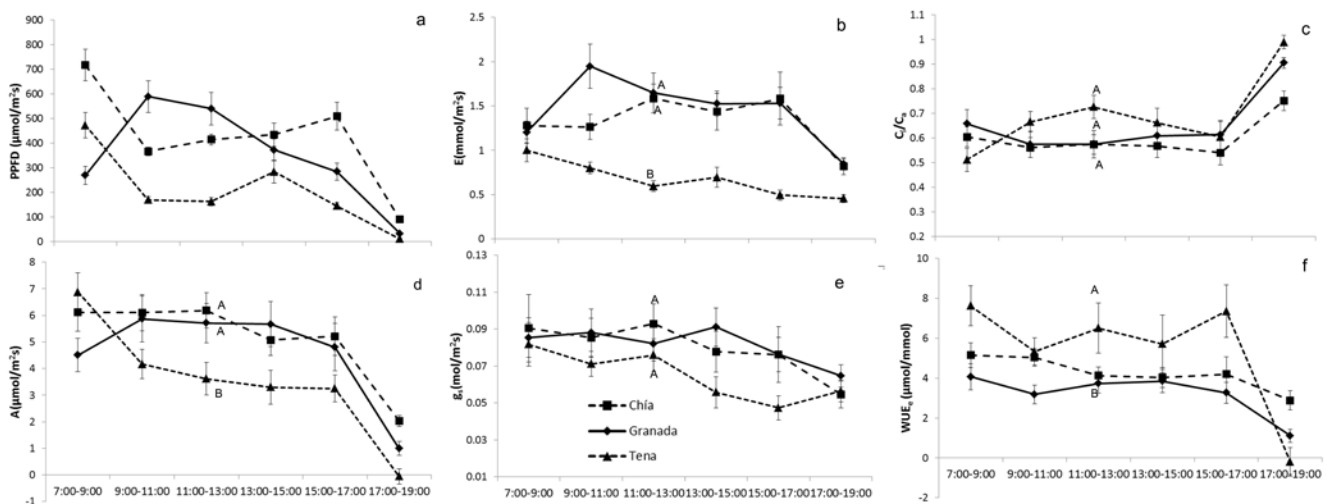 a
PPFD (µmol/m²s)
900
800
700
600
500
400
300
200
100
0
b
E(mmol/m²s)
2.5
2
1.5
1
0.5
0
A
A
B
c
Cᵢ/Cₐ
1.2
1.1
1
0.9
0.8
0.7
0.6
0.5
0.4
0.3
0.2
A
A
A
d
A(µmol/m²s)
8
7
6
5
4
3
2
1
0
-1
A
A
B
7:00-9:00 9:00-11:00 11:00-13:00 13:00-15:00 15:00-17:00 17:00-19:00
e
gₛ(mol/m²s)
0.13
0.11
0.09
0.07
0.05
0.03
0.01
A
A
Chía
Granada
Tena
7:00-9:00 9:00-11:00 11:00-13:00 13:00-15:00 15:00-17:00 17:00-19:00
f
WUEₑ (µmol/mmol)
10
8
6
4
2
0
-2
A
B
7:00-9:00 9:00-11:00 11:00-13:00 13:00-15:00 15:00-17:00 17:00-19:00